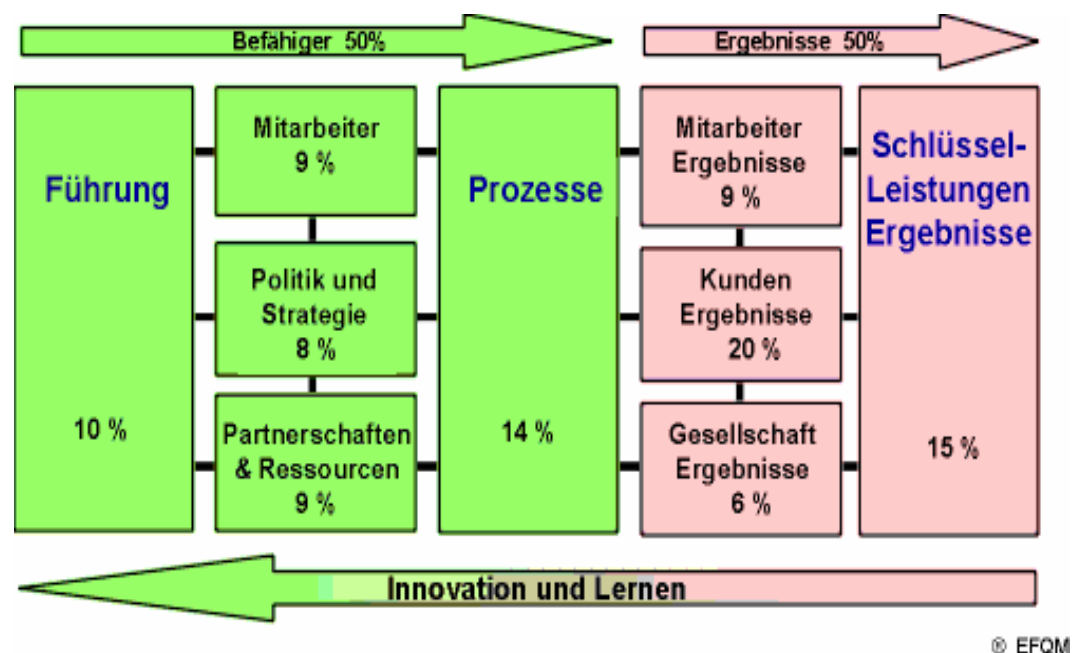 Befähiger 50%
Ergebnisse 50%
Führung
10 %
Mitarbeiter
9 %
Politik und
Strategie
8 %
Partnerschaften
& Ressourcen
9 %
Prozesse
14 %
Mitarbeiter
Ergebnisse
9 %
Kunden
Ergebnisse
20 %
Gesellschaft
Ergebnisse
6 %
Schlüssel-
Leistungen
Ergebnisse
15 %
Innovation und Lernen
® EFQM